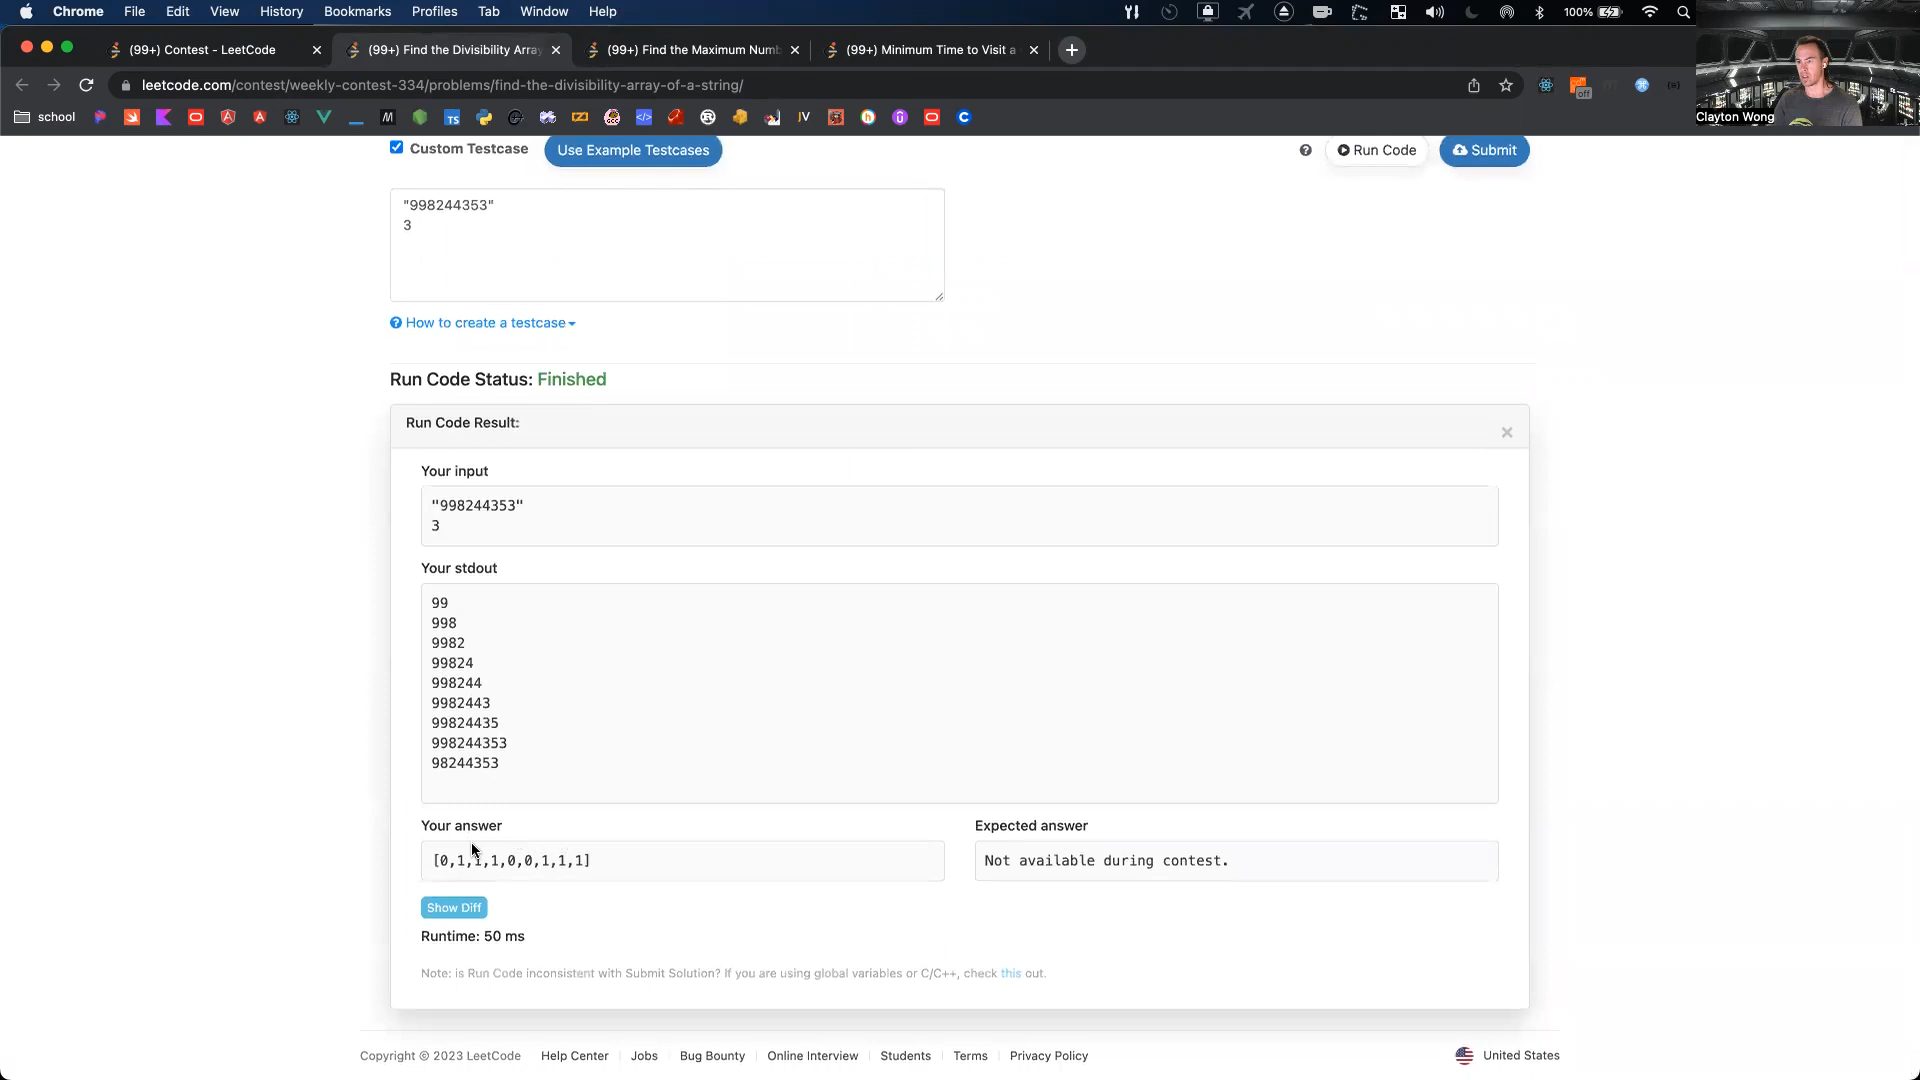 Chrome File Edit View History Bookmarks Profiles Tab Window Help 100%
(99+) Contest - LeetCode
(99+) Find the Divisibility Array
(99+) Find the Maximum Numb
(99+) Minimum Time to Visit a
leetcode.com/contest/weekly-contest-334/problems/find-the-divisibility-array-of-a-string/
off
school
TS
JV
Clayton Wong
Custom Testcase
Use Example Testcases
Run Code
Submit
"998244353"
3
How to create a testcase
Run Code Status: Finished
Run Code Result:
Your input
"998244353"
3
Your stdout
99
998
9982
99824
998244
9982443
99824435
998244353
98244353
Your answer
[0,1,1,1,0,0,1,1,1]
Expected answer
Not available during contest.
Show Diff
Runtime: 50 ms
Note: is Run Code inconsistent with Submit Solution? If you are using global variables or C/C++, check this out.
Copyright © 2023 LeetCode Help Center Jobs Bug Bounty Online Interview Students Terms Privacy Policy United States